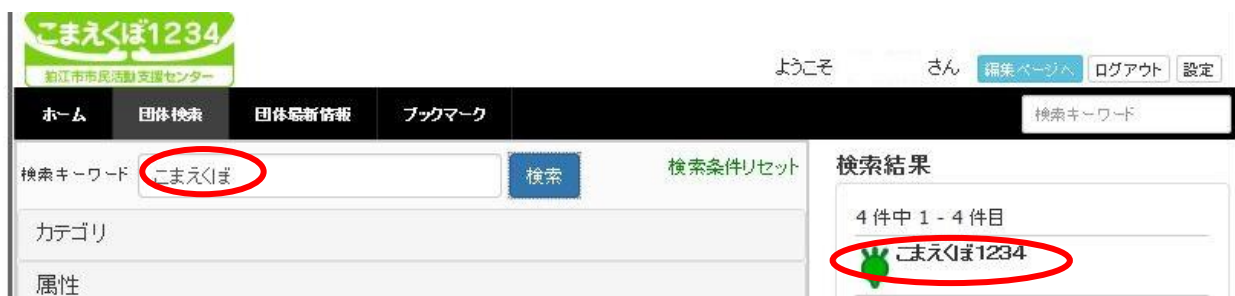 こまえくぼ1234
狛江市市民活動支援センター
ようこそ さん 編集ページへ ログアウト 設定
ホーム 団体検索 団体最新情報 ブックマーク 検索キーワード
検索キーワード こまえくぼ 検索 検索条件リセット
カテゴリ
属性
検索結果
4 件中 1 - 4 件目
こまえくぼ1234